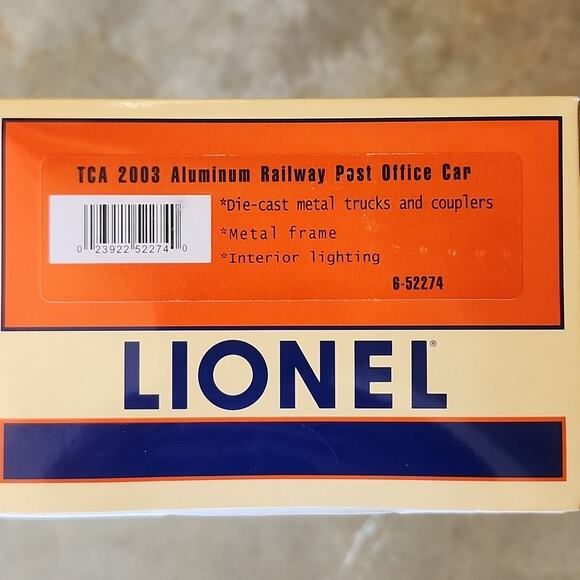 TCA 2003 Aluminum Railway Post Office Car
*Die-cast metal trucks and couplers
*Metal frame
*Interior lighting
0 23922 52274 0
6-52274
LIONEL®